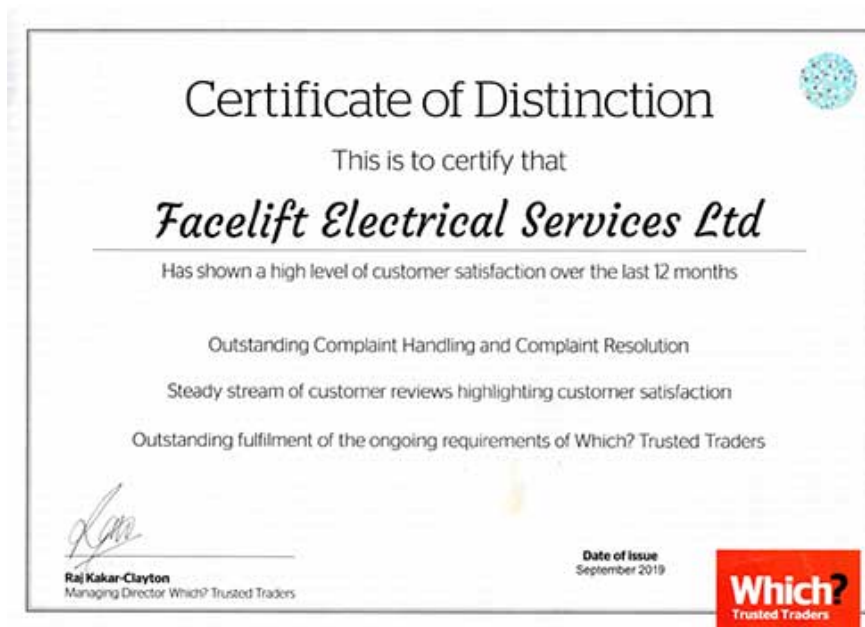 Certificate of Distinction
This is to certify that
Facelift Electrical Services Ltd
Has shown a high level of customer satisfaction over the last 12 months
Outstanding Complaint Handling and Complaint Resolution
Steady stream of customer reviews highlighting customer satisfaction
Outstanding fulfilment of the ongoing requirements of Which? Trusted Traders
Raj Kakar-Clayton
Managing Director Which? Trusted Traders
Date of Issue
September 2019
Which?
Trusted Traders